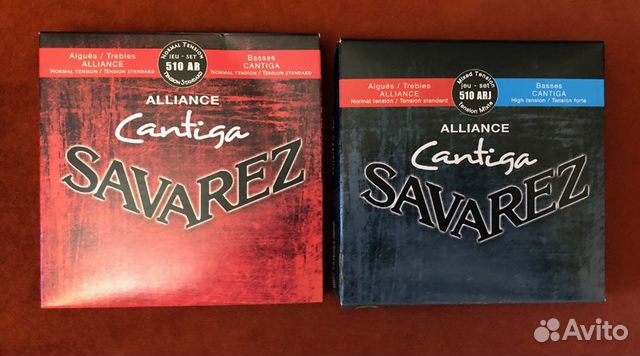 Aiguës / Trebles
ALLIANCE
Normal tension / Tension standard
Normal Tension
jeu - set
510 AR
Tension Standard
Basses
CANTIGA
Normal tension / Tension standard
ALLIANCE
Cantiga
SAVAREZ
Aiguës / Trebles
ALLIANCE
Normal tension / Tension standard
Mixed Tension
jeu - set
510 ARJ
Tension Mixte
Basses
CANTIGA
High tension / Tension forte
ALLIANCE
Cantiga
SAVAREZ
Avito